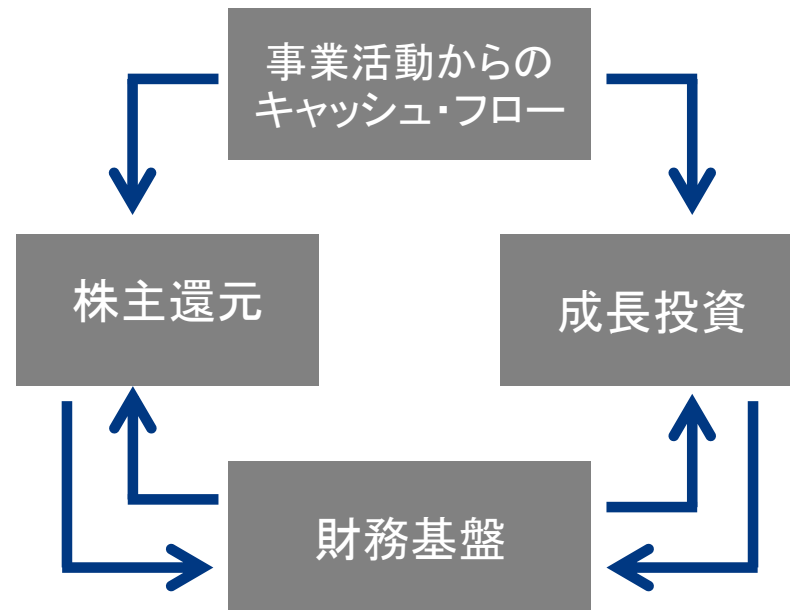 事業活動からの
キャッシュ・フロー
株主還元
成長投資
財務基盤